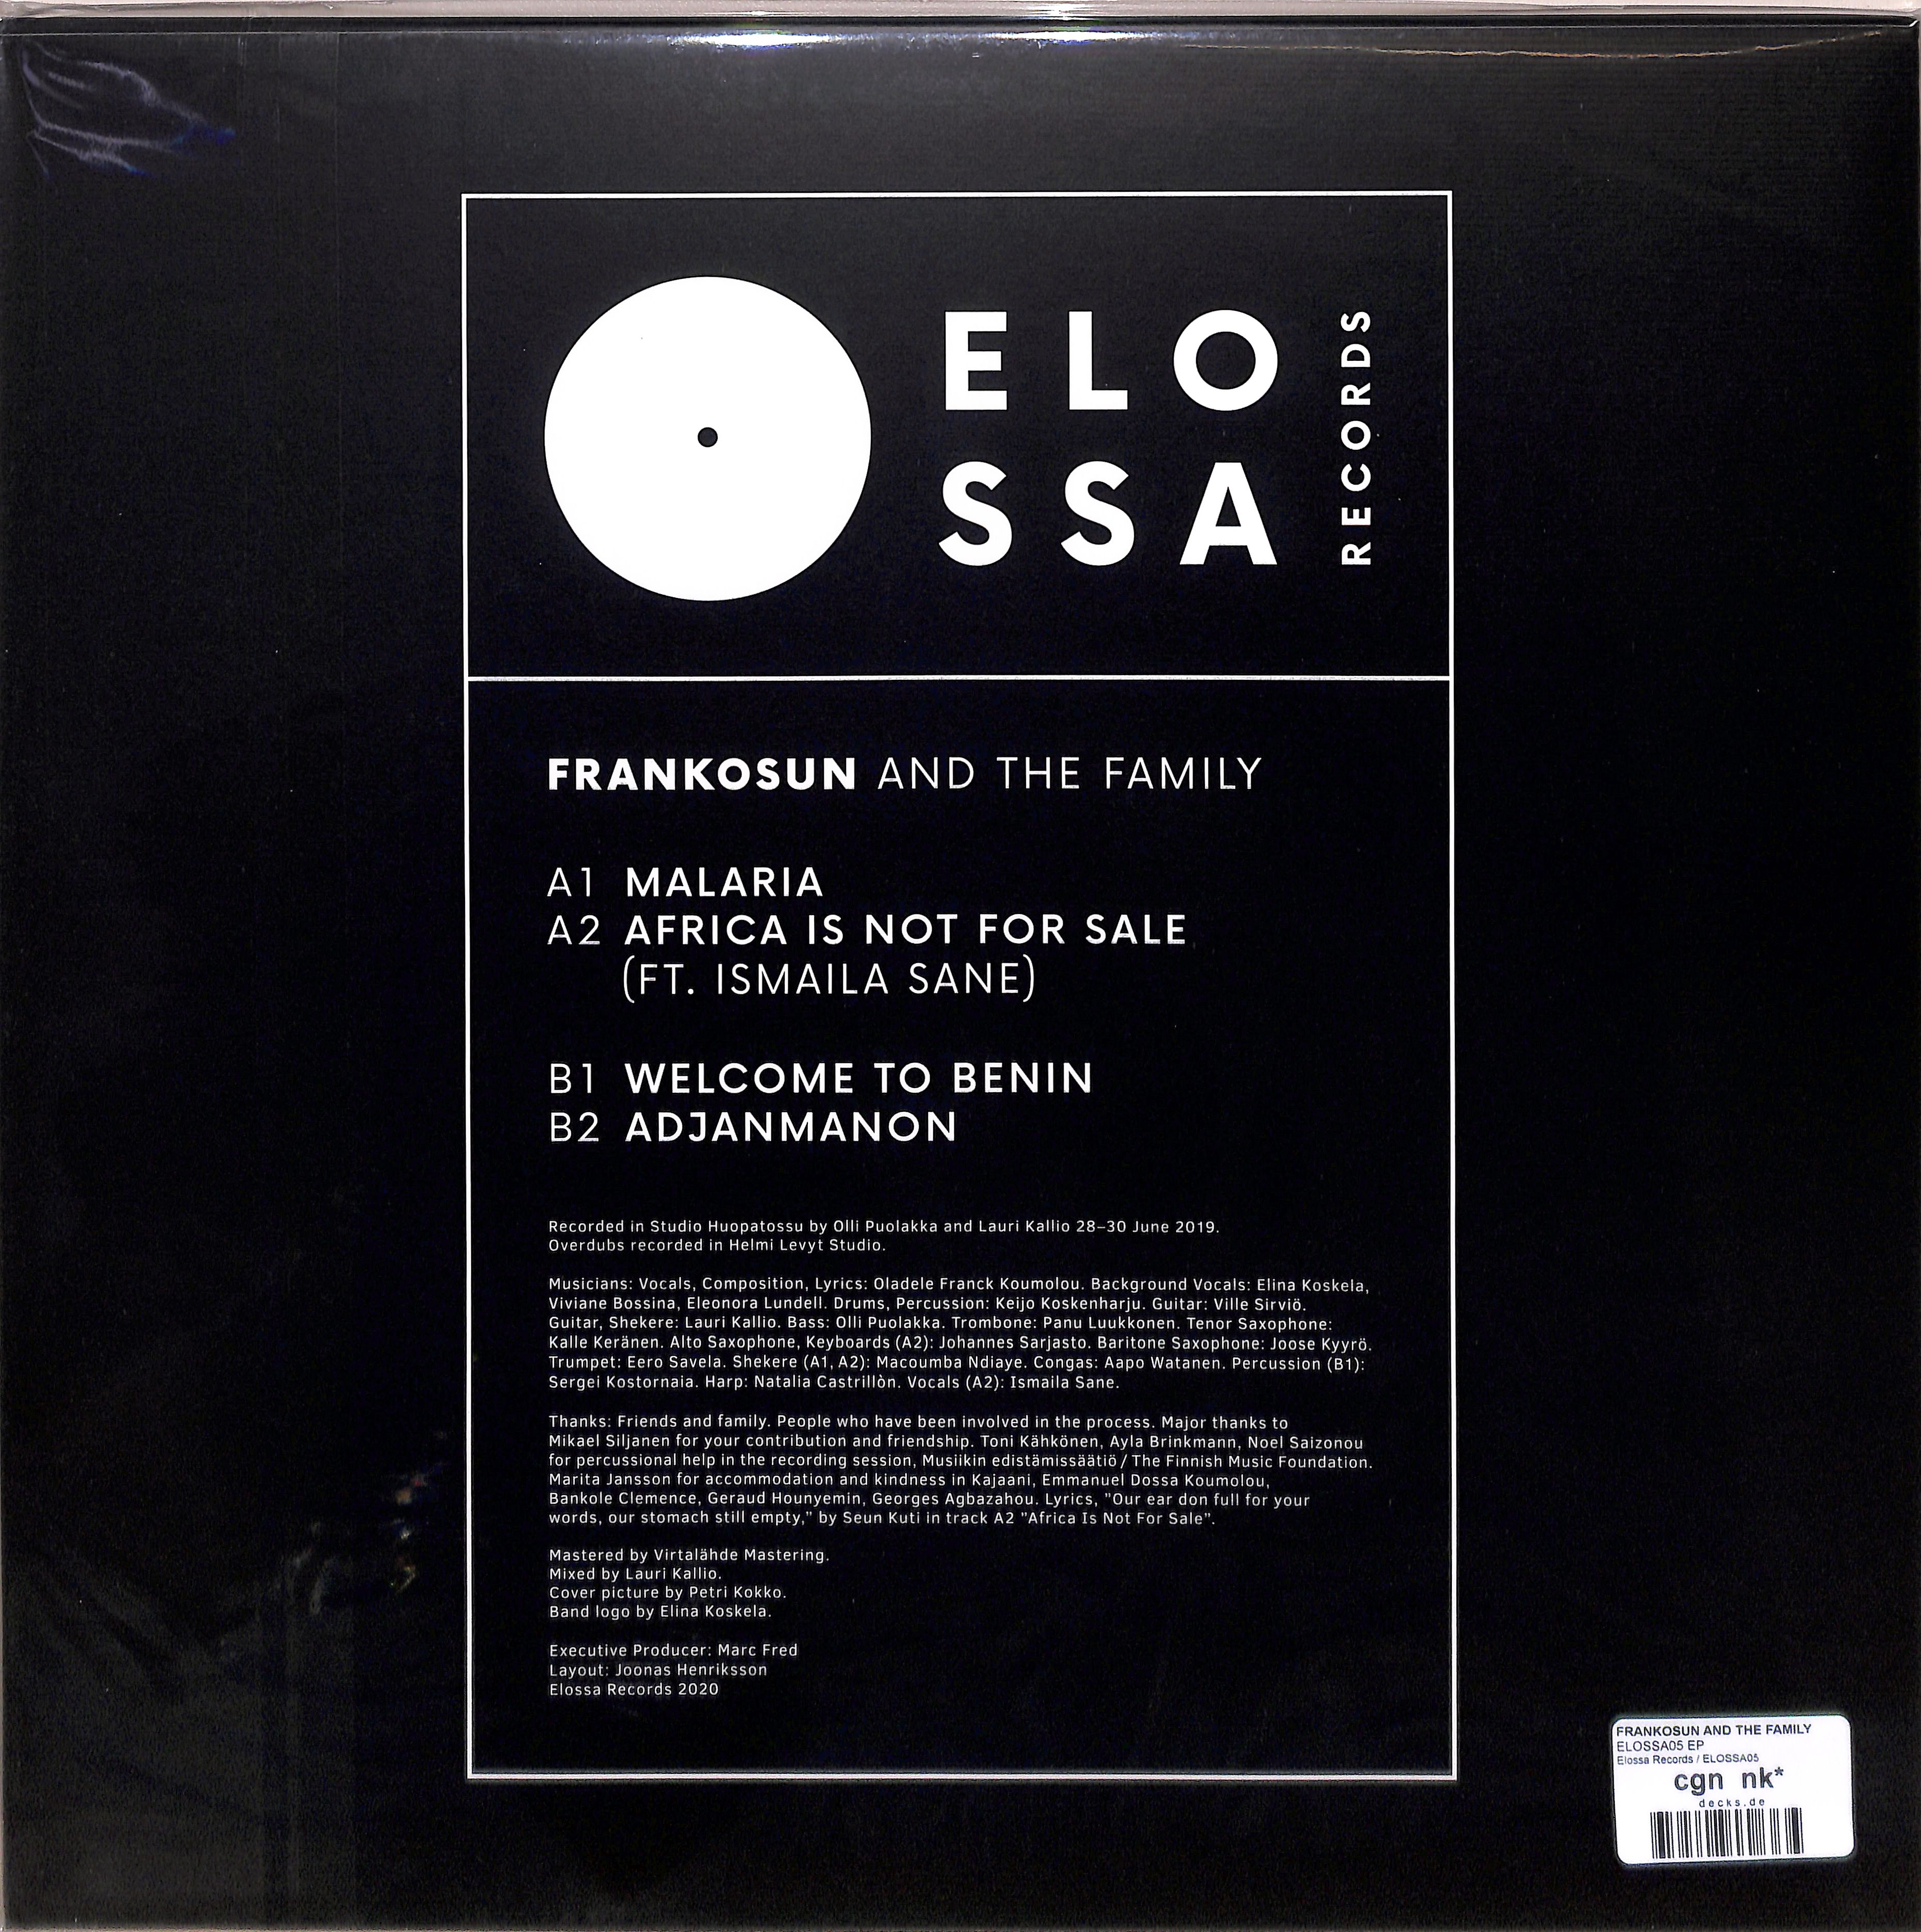 ELO
SSA
RECORDS
FRANKOSUN AND THE FAMILY
A1 MALARIA
A2 AFRICA IS NOT FOR SALE
(FT. ISMAILA SANE)
B1 WELCOME TO BENIN
B2 ADJANMANON
Recorded in Studio Huopatossu by Olli Puolakka and Lauri Kallio 28–30 June 2019.
Overdubs recorded in Helmi Levyt Studio.
Musicians: Vocals, Composition, Lyrics: Oladele Franck Koumolou. Background Vocals: Elina Koskela,
Viviane Bossina, Eleonora Lundell. Drums, Percussion: Keijo Koskenharju. Guitar: Ville Sirviö.
Guitar, Shekere: Lauri Kallio. Bass: Olli Puolakka. Trombone: Panu Luukkonen. Tenor Saxophone:
Kalle Keränen. Alto Saxophone, Keyboards (A2): Johannes Sarjasto. Baritone Saxophone: Joose Kyyrö.
Trumpet: Eero Savela. Shekere (A1, A2): Macoumba Ndiaye. Congas: Aapo Watanen. Percussion (B1):
Sergei Kostornaia. Harp: Natalia Castrillòn. Vocals (A2): Ismaila Sane.
Thanks: Friends and family. People who have been involved in the process. Major thanks to
Mikael Siljanen for your contribution and friendship. Toni Kähkönen, Ayla Brinkmann, Noel Saizonou
for percussional help in the recording session, Musiikin edistämissäätiö / The Finnish Music Foundation.
Marita Jansson for accommodation and kindness in Kajaani, Emmanuel Dossa Koumolou,
Bankole Clemence, Geraud Hounyemin, Georges Agbazahou. Lyrics, "Our ear don full for your
words, our stomach still empty," by Seun Kuti in track A2 "Africa Is Not For Sale".
Mastered by Virtalähde Mastering.
Mixed by Lauri Kallio.
Cover picture by Petri Kokko.
Band logo by Elina Koskela.
Executive Producer: Marc Fred
Layout: Joonas Henriksson
Elossa Records 2020
FRANKOSUN AND THE FAMILY
ELOSSA05 EP
Elossa Records / ELOSSA05
cgn nk*
decks.de